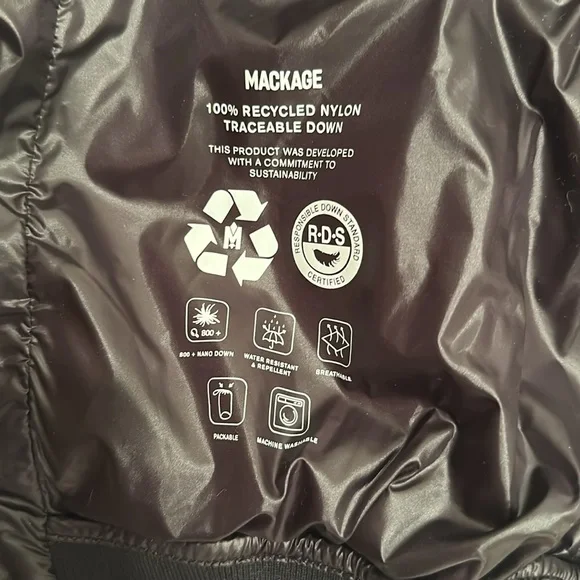 MACKAGE
100% RECYCLED NYLON
TRACEABLE DOWN
THIS PRODUCT WAS DEVELOPED
WITH A COMMITMENT TO
SUSTAINABILITY
RESPONSIBLE DOWN STANDARD
R·D·S
CERTIFIED
800 +
800 + NANO DOWN
WATER RESISTANT
& REPELLENT
BREATHABLE
PACKABLE
MACHINE WASHABLE